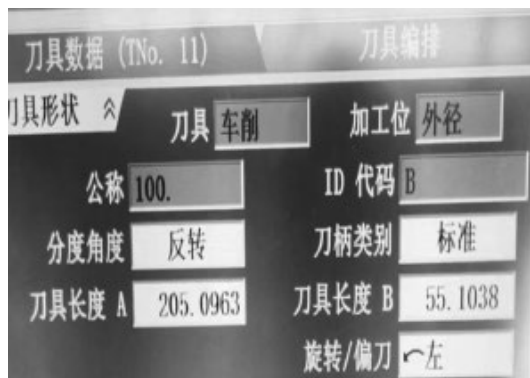 刀具数据 (TNo. 11) 刀具编排
刀具形状 刀具 车削 加工位 外径
公称 100. ID 代码 B
分度角度 反转 刀柄类别 标准
刀具长度 A 205.0963 刀具长度 B 55.1038
旋转/偏刀 左